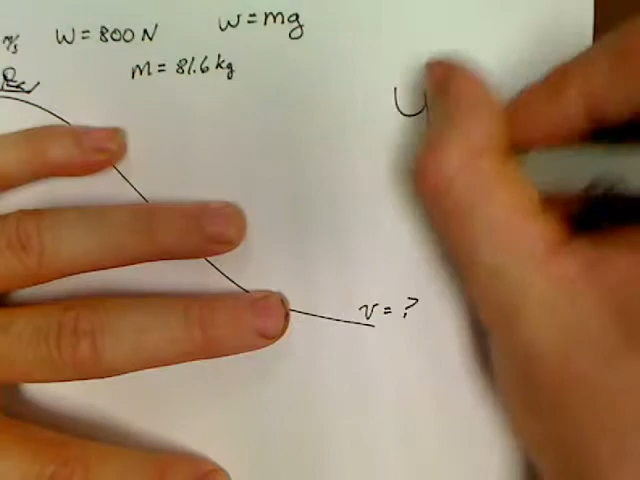 m/s W = 800 N W = mg
m = 81.6 kg
U
v = ?